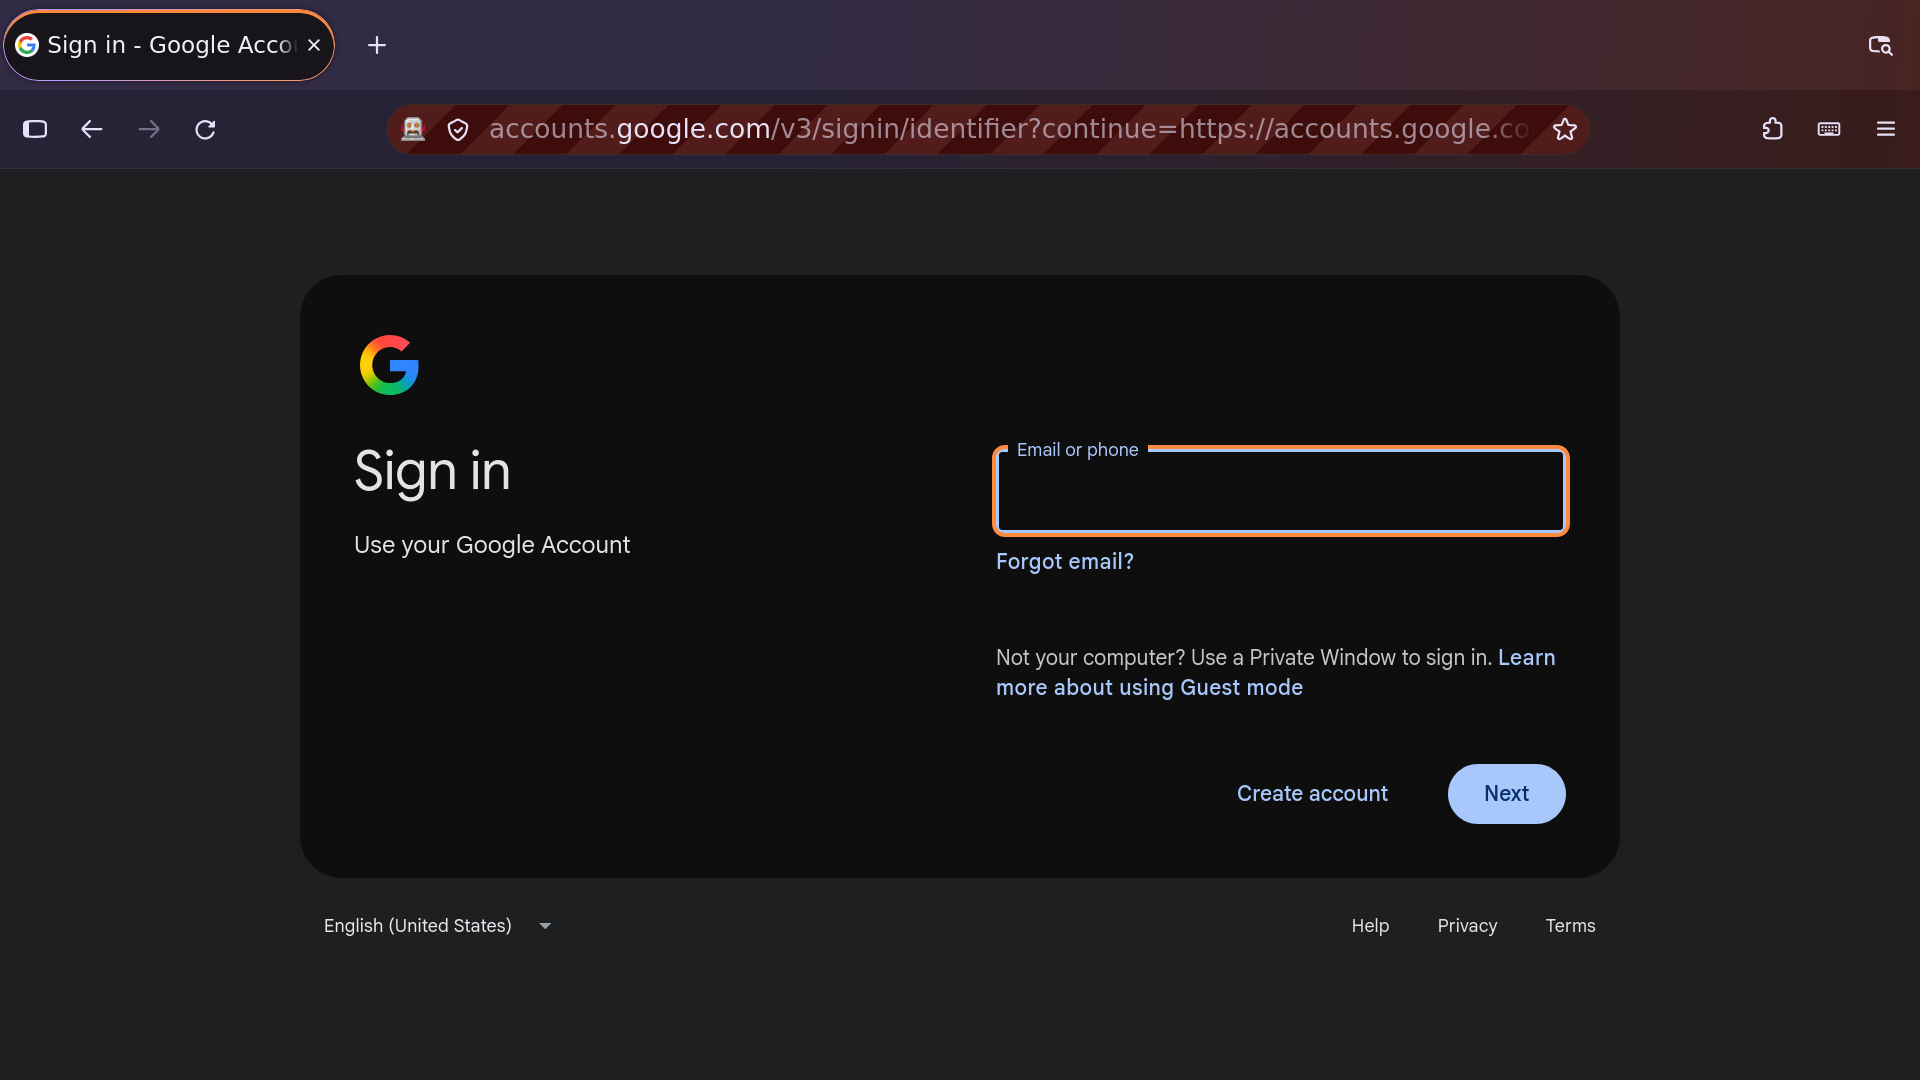 Sign in - Google Acco
accounts.google.com/v3/signin/identifier?continue=https://accounts.google.co
Sign in
Use your Google Account
Email or phone
Forgot email?
Not your computer? Use a Private Window to sign in. Learn
more about using Guest mode
Create account
Next
English (United States)
Help
Privacy
Terms